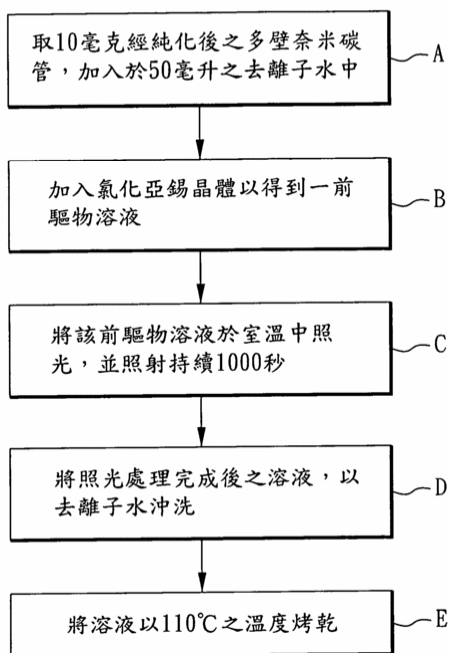 取10毫克經純化後之多壁奈米碳
管，加入於50毫升之去離子水中
A
加入氯化亞錫晶體以得到一前
驅物溶液
B
將該前驅物溶液於室溫中照
光，並照射持續1000秒
C
將照光處理完成後之溶液，以
去離子水沖洗
D
將溶液以110℃之溫度烤乾
E